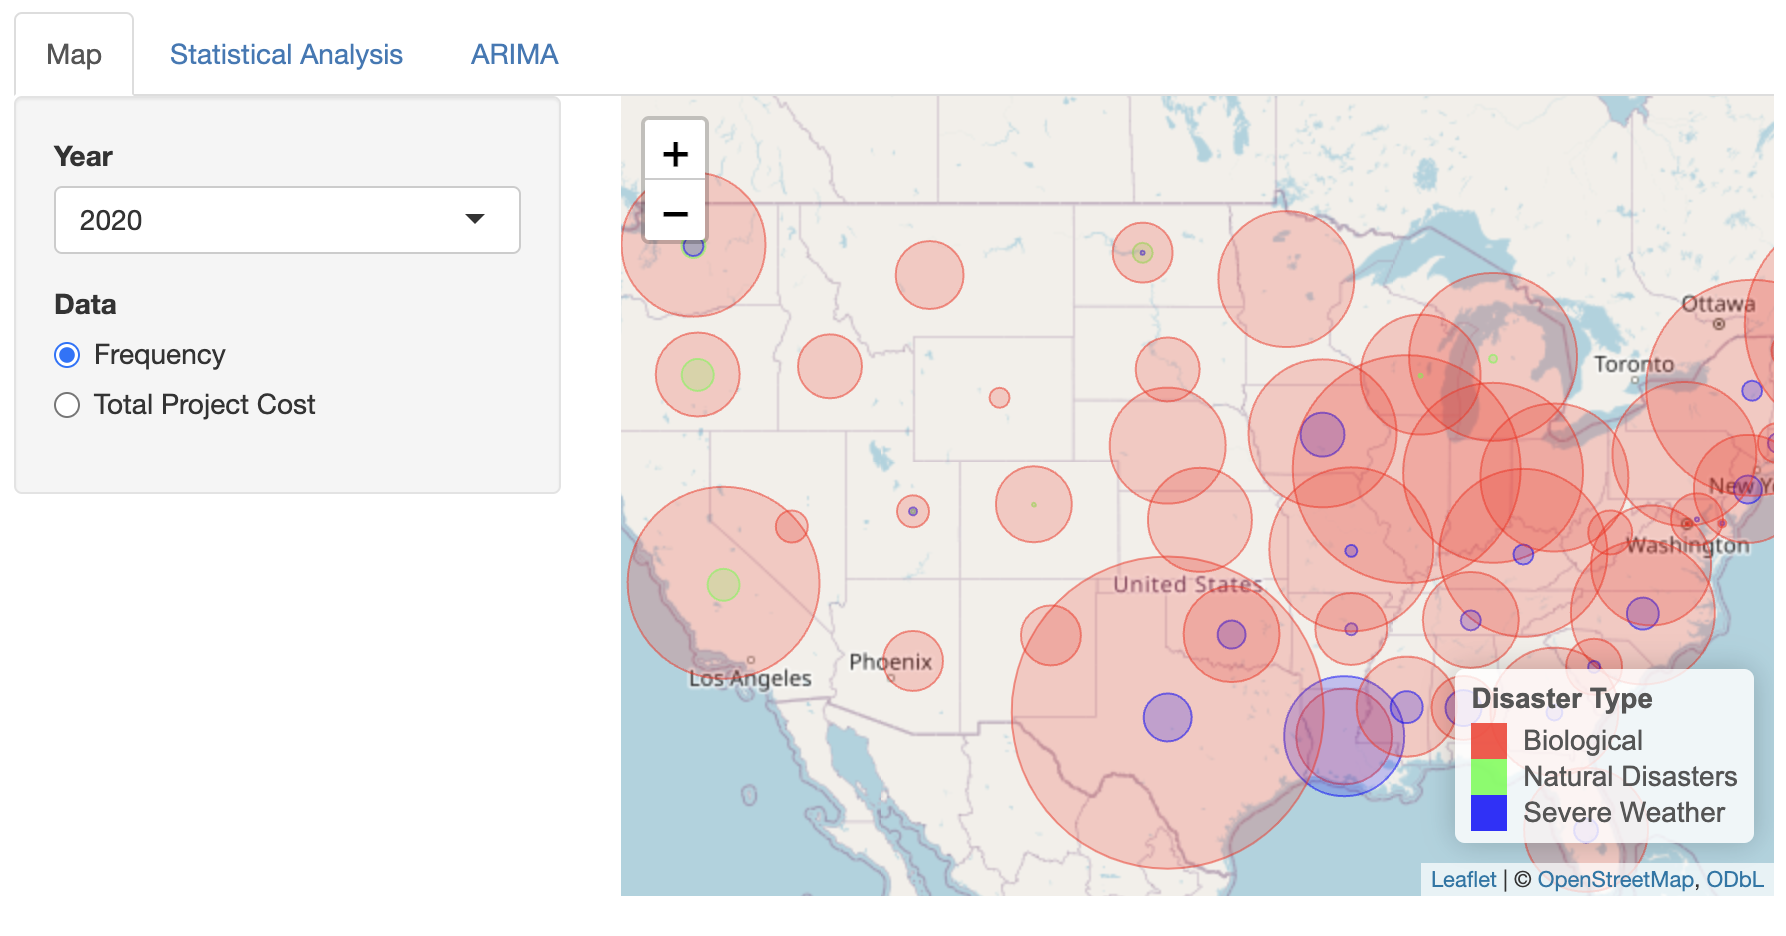 Map
Statistical Analysis
ARIMA
Year
2020
Data
Frequency
Total Project Cost
+
−
Ottawa
Toronto
New Y
Washington
United States
Phoenix
Los Angeles
Disaster Type
Biological
Natural Disasters
Severe Weather
Leaflet | © OpenStreetMap, ODbL